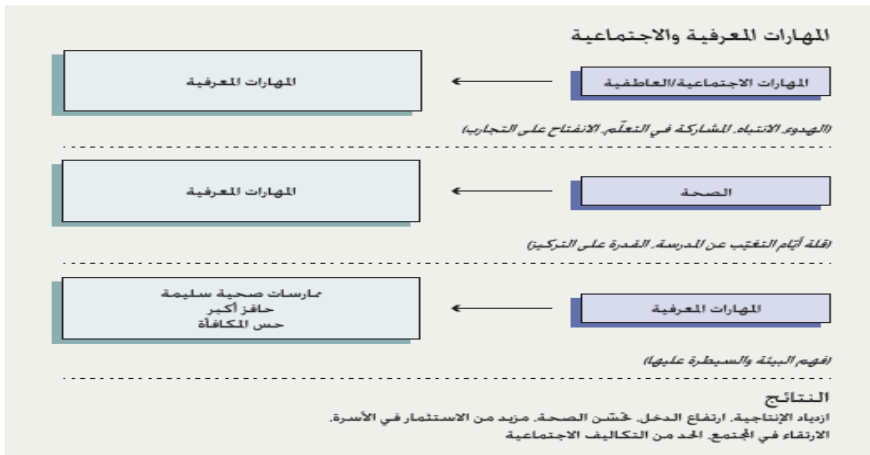 المهارات المعرفية والاجتماعية
المهارات الاجتماعية/العاطفية
المهارات المعرفية
(الهدوء. الانتباه. المشاركة في التعلّم. الانفتاح على التجارب)
الصحة
المهارات المعرفية
(قلة أيّام التغيّب عن المدرسة. القدرة على التركيز)
المهارات المعرفية
ممارسات صحية سليمة
حافز أكبر
حس المكافأة
(فهم البيئة والسيطرة عليها)
النتائج
ازدياد الإنتاجية. ارتفاع الدخل. تحسّن الصحة. مزيد من الاستثمار في الأسرة.
الارتقاء في المجتمع. الحد من التكاليف الاجتماعية